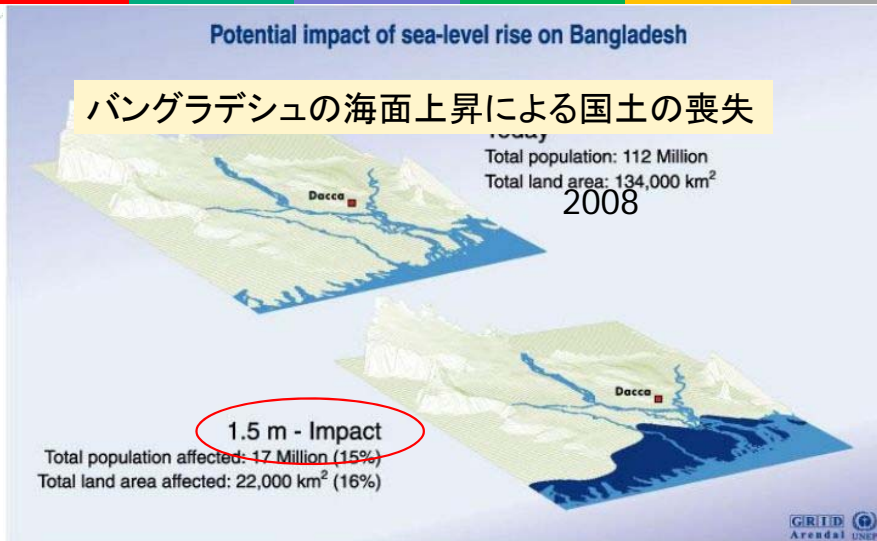 Potential impact of sea-level rise on Bangladesh
バングラデシュの海面上昇による国土の喪失
Today
Total population: 112 Million
Total land area: 134,000 km²
2008
Dacca
Dacca
1.5 m - Impact
Total population affected: 17 Million (15%)
Total land area affected: 22,000 km² (16%)
GRID
Arendal UNEP